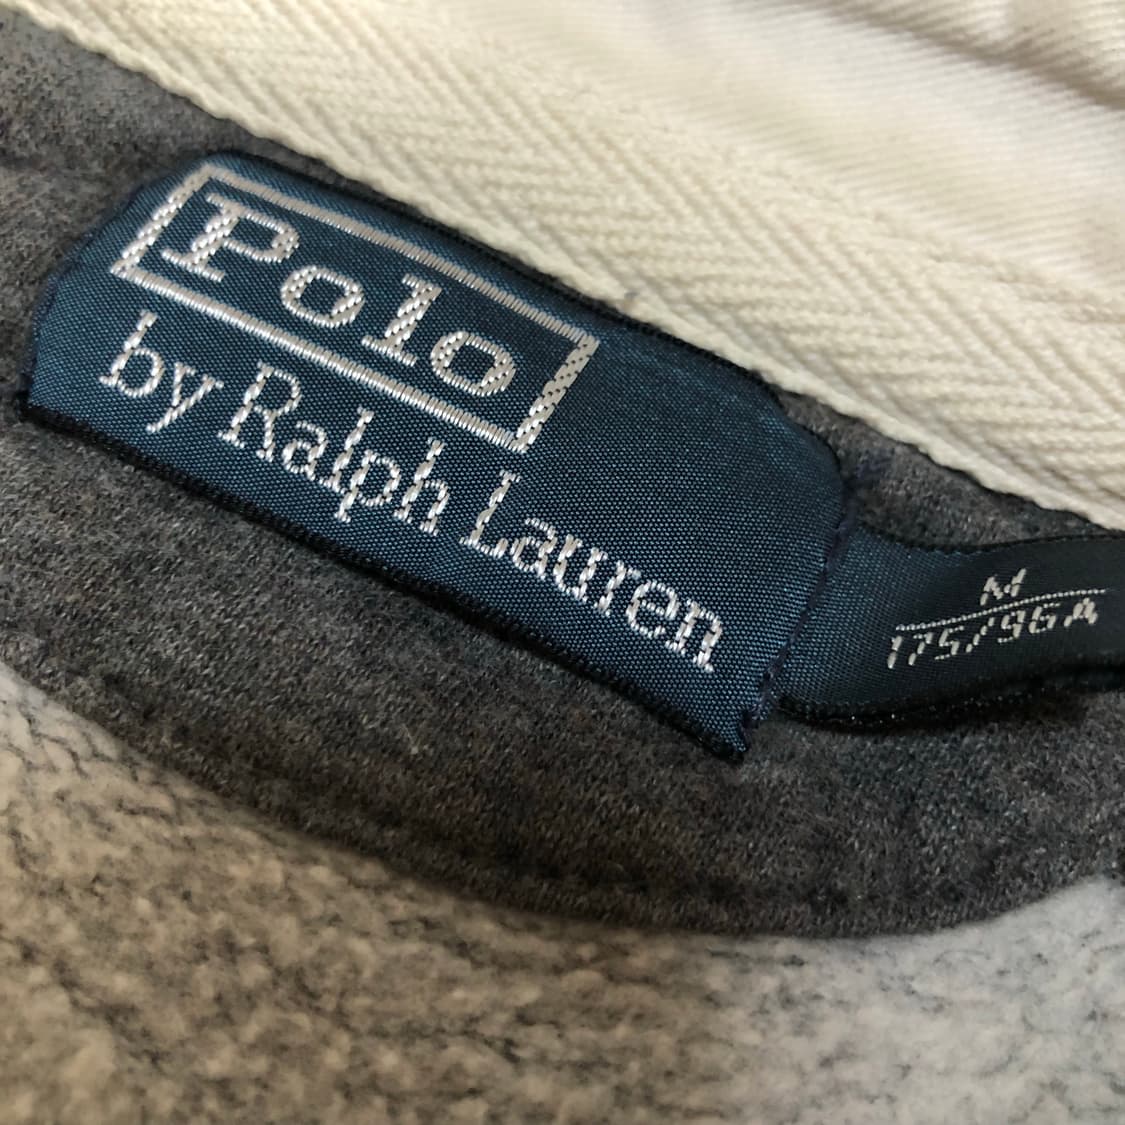 Polo
by Ralph Lauren
M
175/96A